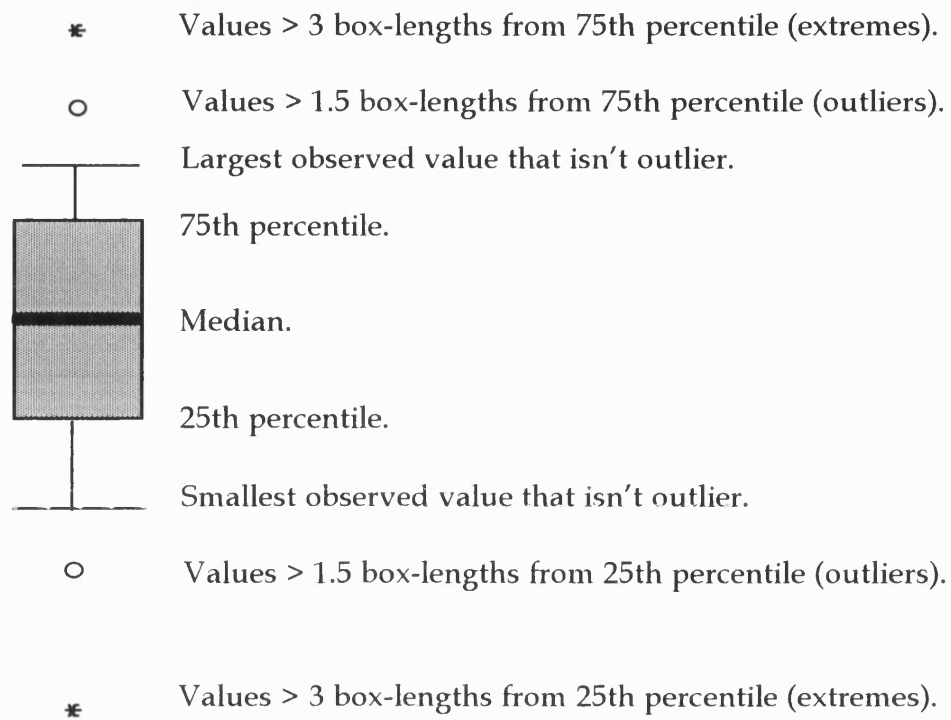 Values > 3 box-lengths from 75th percentile (extremes).
Values > 1.5 box-lengths from 75th percentile (outliers).
Largest observed value that isn't outlier.
75th percentile.
Median.
25th percentile.
Smallest observed value that isn't outlier.
Values > 1.5 box-lengths from 25th percentile (outliers).
Values > 3 box-lengths from 25th percentile (extremes).